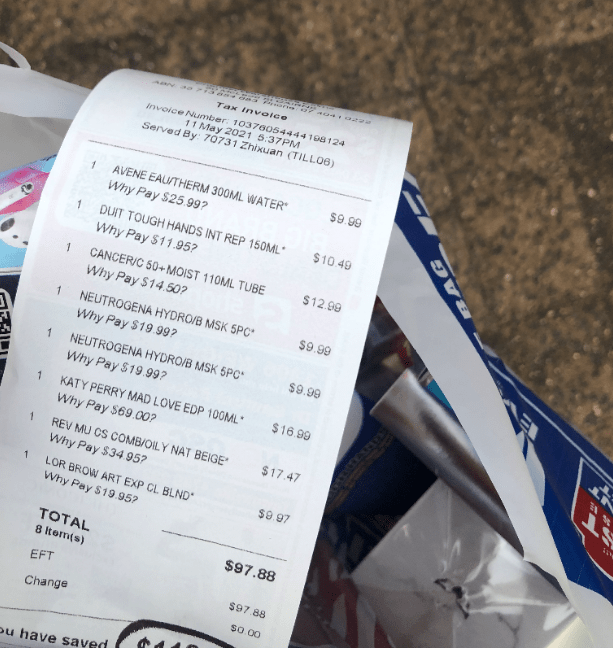 Tax Invoice
Invoice Number: 10376054444198124
11 May 2021 5:37PM
Served By: 70731 Zhixuan (TILL06)
1 AVENE EAU/THERM 300ML WATER* $9.99
Why Pay $25.99?
1 DUIT TOUGH HANDS INT REP 150ML* $10.49
Why Pay $11.95?
1 CANCER/C 50+MOIST 110ML TUBE $12.99
Why Pay $14.50?
1 NEUTROGENA HYDRO/B MSK 5PC* $9.99
Why Pay $19.99?
1 NEUTROGENA HYDRO/B MSK 5PC* $9.99
Why Pay $19.99?
1 KATY PERRY MAD LOVE EDP 100ML* $16.99
Why Pay $69.00?
1 REV MU CS COMB/OILY NAT BEIGE* $17.47
Why Pay $34.95?
1 LOR BROW ART EXP CL BLND* $9.97
Why Pay $19.95?
TOTAL $97.88
8 Item(s)
EFT $97.88
Change $0.00
have saved
BAG